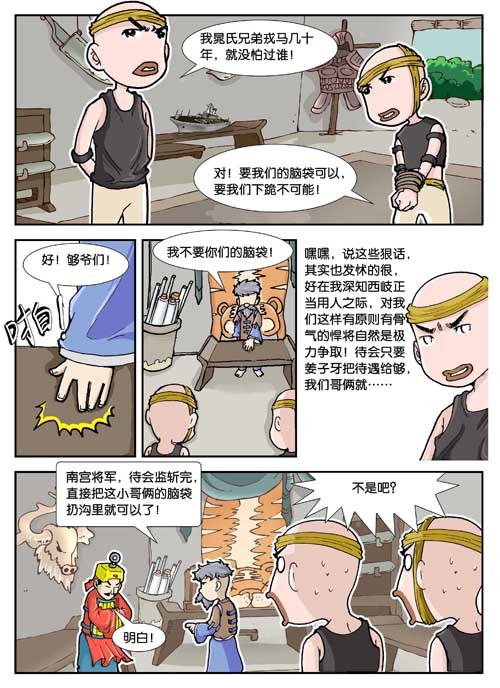 我晁氏兄弟戎马几十
年，就没怕过谁！
对！要我们的脑袋可以，
要我们下跪不可能！
好！够爷们！
啪
我不要你们的脑袋！
嘿嘿，说这些狠话，
其实也发怵的很，
好在我深知西岐正
当用人之际，对我
们这样有原则有骨
气的悍将自然是极
力争取！待会只要
姜子牙把待遇给够，
我们哥俩就……
南宫将军，待会监斩完，
直接把这小哥俩的脑袋
扔沟里就可以了！
明白！
不是吧？